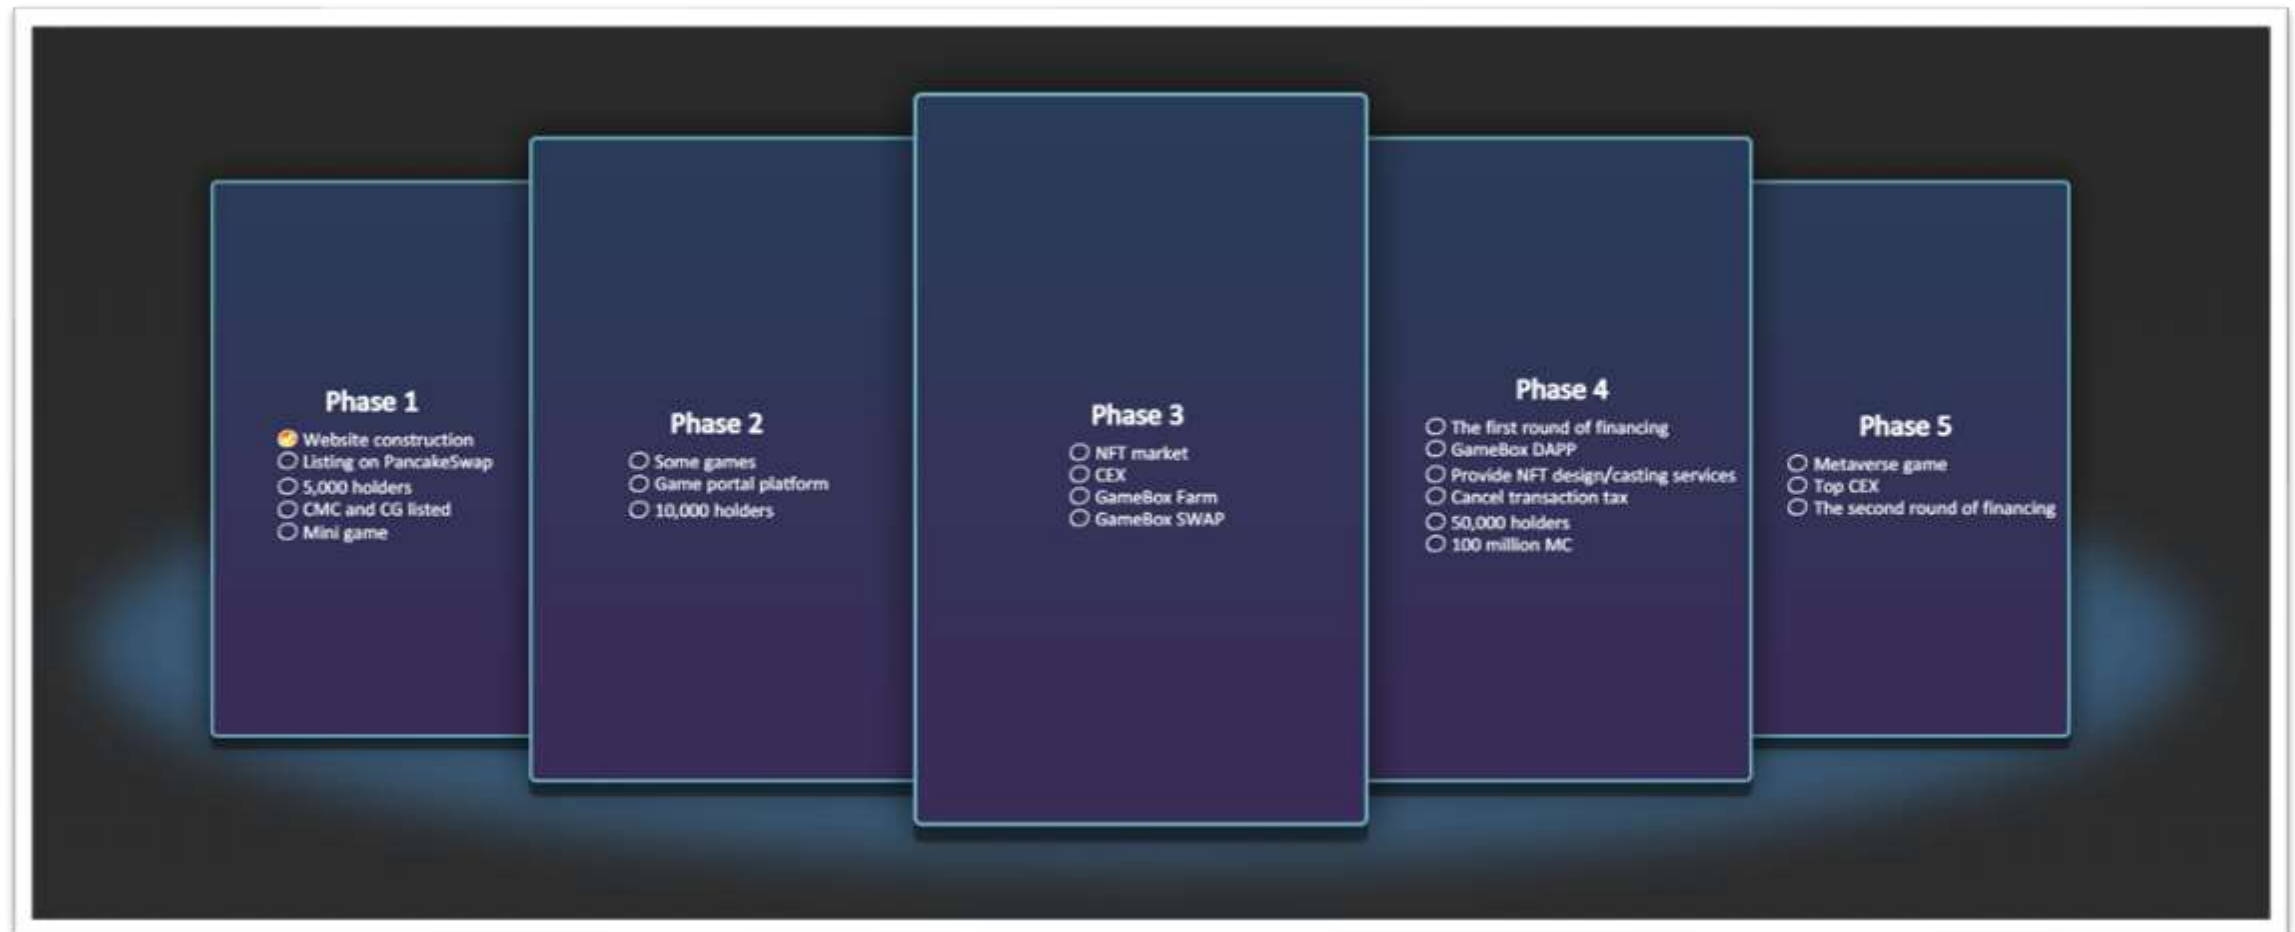 Phase 1
Website construction
Listing on PancakeSwap
5,000 holders
CMC and CG listed
Mini game
Phase 2
Some games
Game portal platform
10,000 holders
Phase 3
NFT market
CEX
GameBox Farm
GameBox SWAP
Phase 4
The first round of financing
GameBox DAPP
Provide NFT design/casting services
Cancel transaction tax
50,000 holders
100 million MC
Phase 5
Metaverse game
Top CEX
The second round of financing